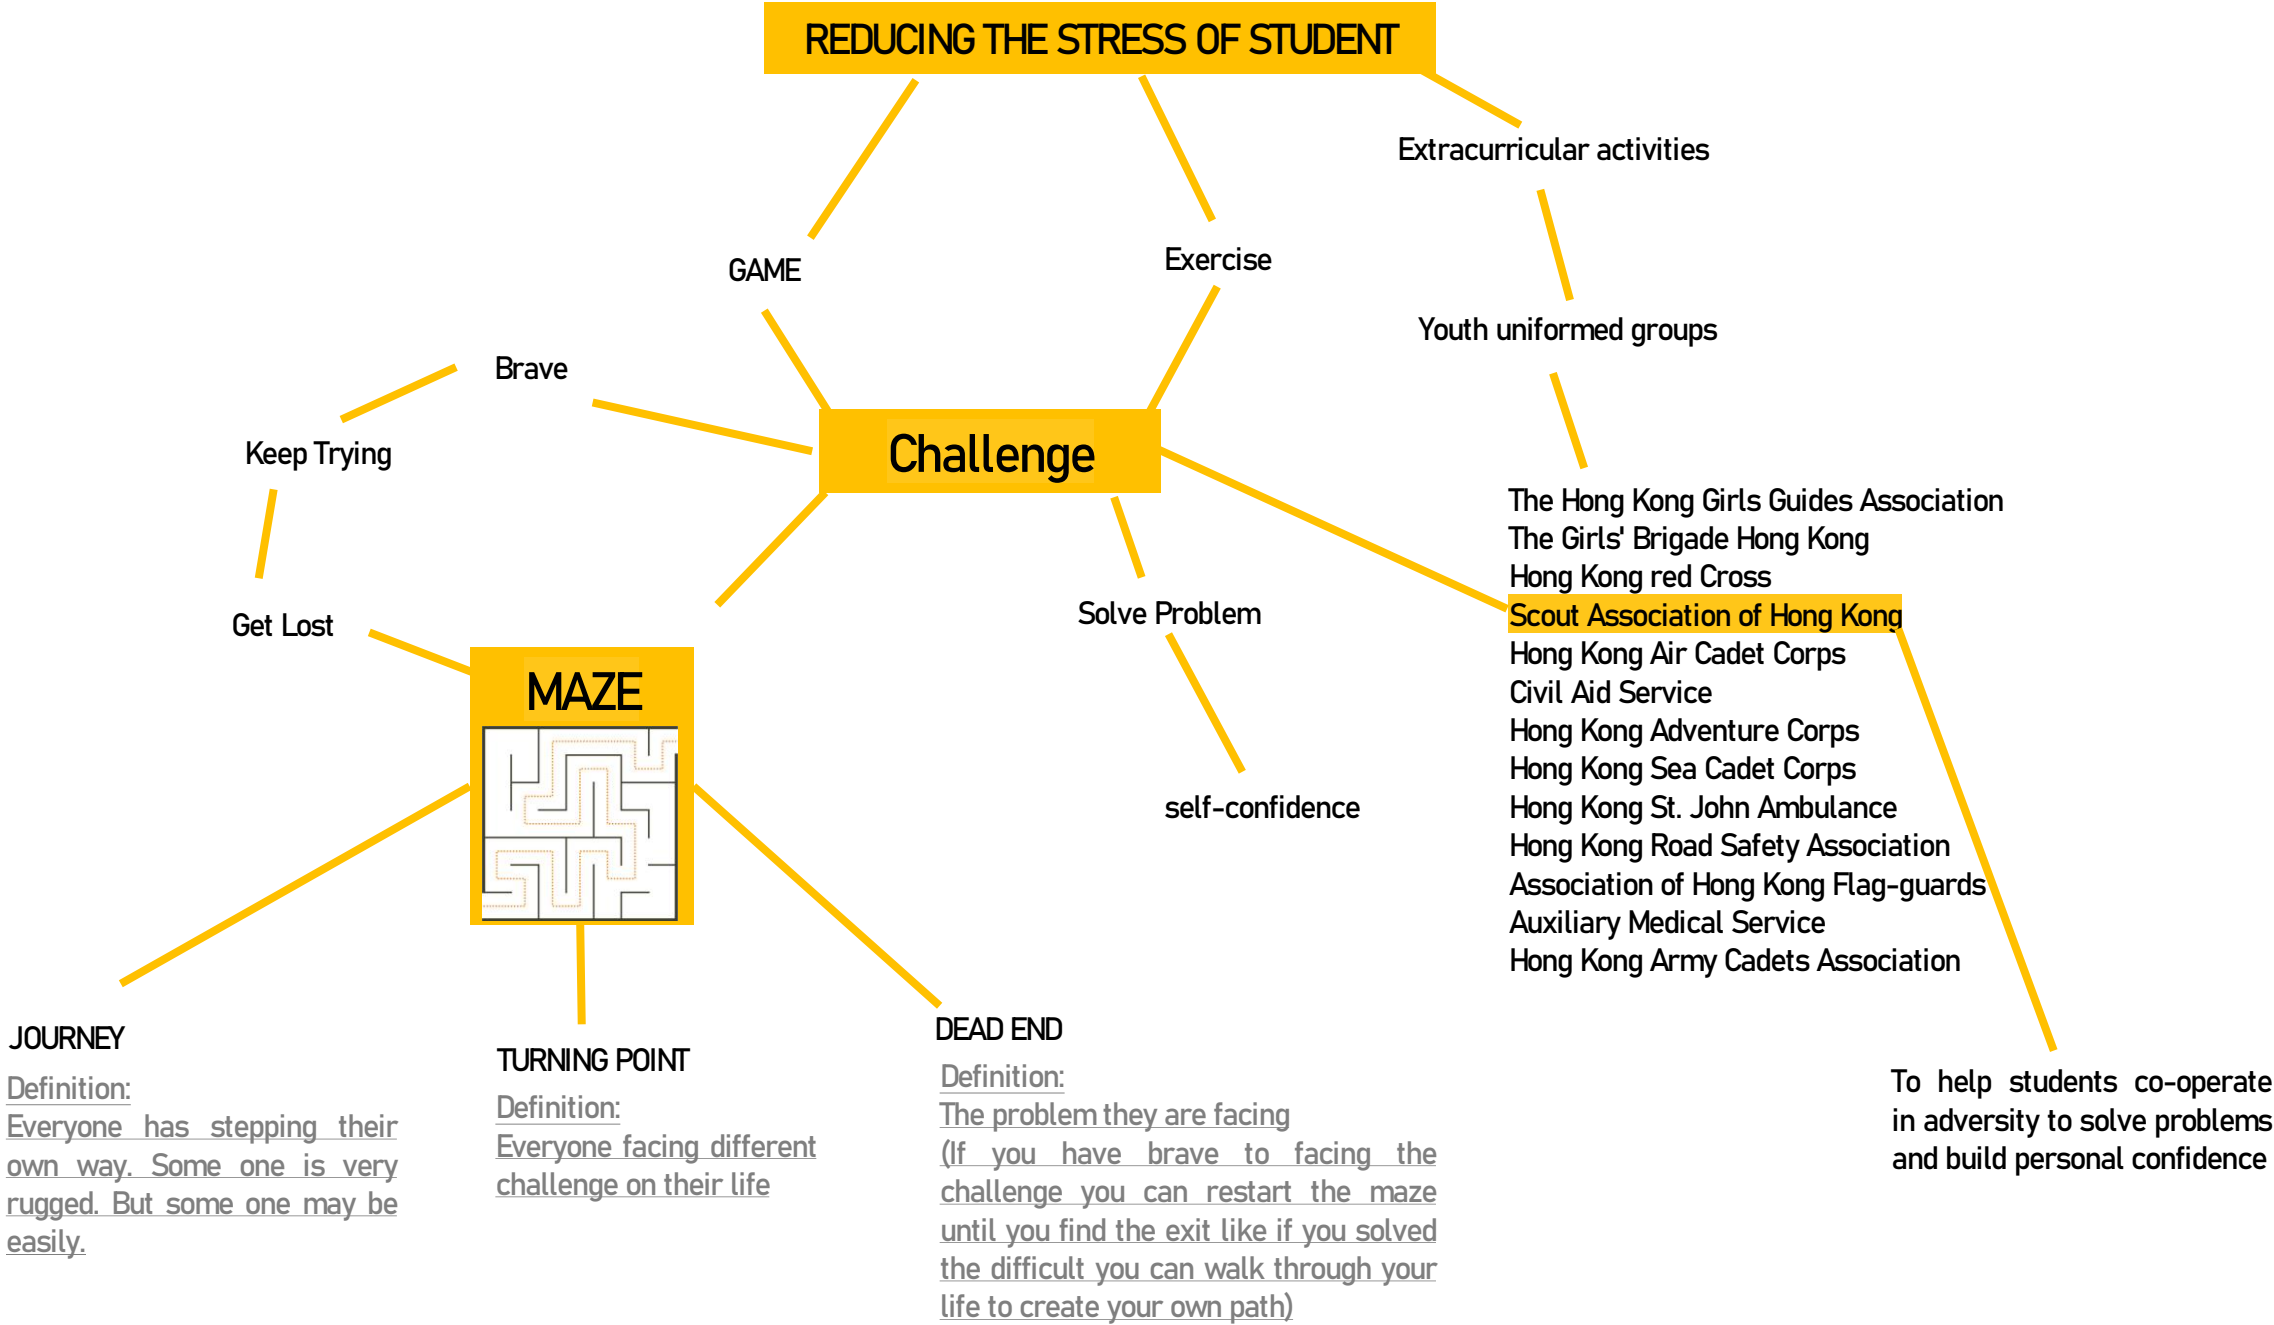 REDUCING THE STRESS OF STUDENT
Extracurricular activities
GAME
Exercise
Youth uniformed groups
Brave
Keep Trying
Challenge
Get Lost
Solve Problem
self-confidence
The Hong Kong Girls Guides Association
The Girls' Brigade Hong Kong
Hong Kong red Cross
Scout Association of Hong Kong
Hong Kong Air Cadet Corps
Civil Aid Service
Hong Kong Adventure Corps
Hong Kong Sea Cadet Corps
Hong Kong St. John Ambulance
Hong Kong Road Safety Association
Association of Hong Kong Flag-guards
Auxiliary Medical Service
Hong Kong Army Cadets Association
MAZE
JOURNEY
Definition:
Everyone has stepping their
own way. Some one is very
rugged. But some one may be
easily.
TURNING POINT
Definition:
Everyone facing different
challenge on their life
DEAD END
Definition:
The problem they are facing
(If you have brave to facing the
challenge you can restart the maze
until you find the exit like if you solved
the difficult you can walk through your
life to create your own path)
To help students co-operate
in adversity to solve problems
and build personal confidence